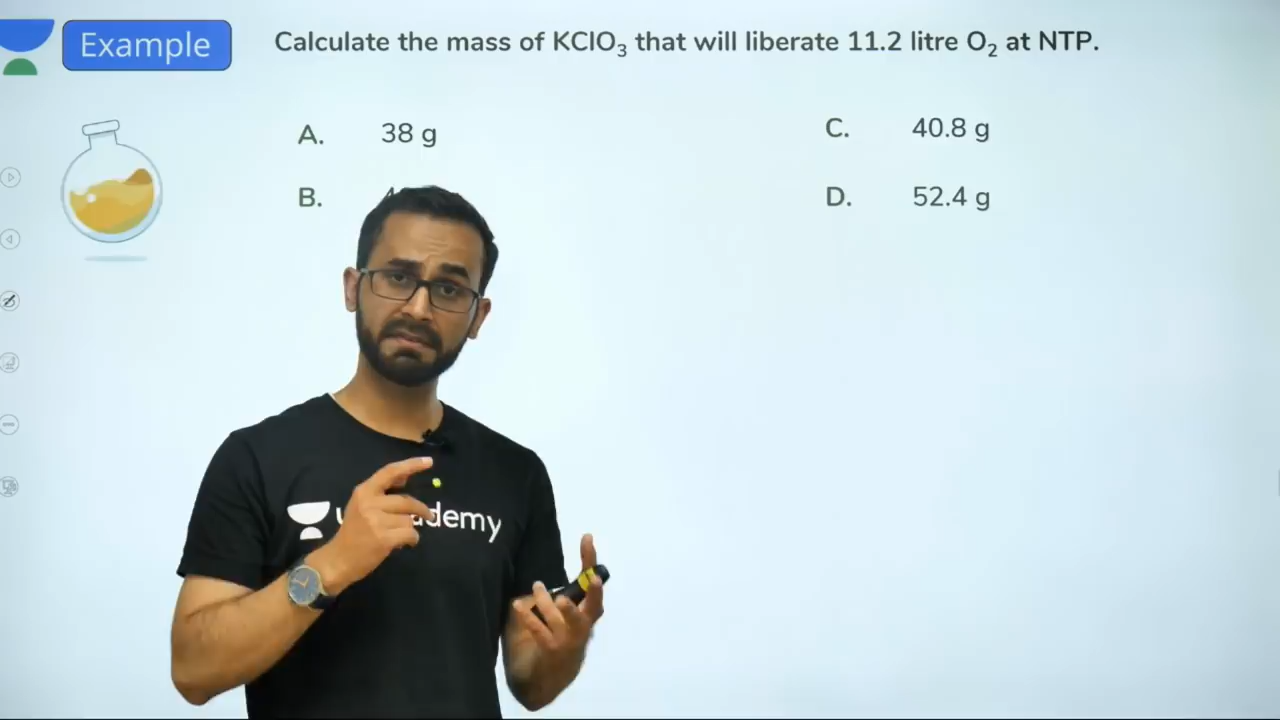 Example
Calculate the mass of KClO₃ that will liberate 11.2 litre O₂ at NTP.
A. 38 g
C. 40.8 g
B.
D. 52.4 g